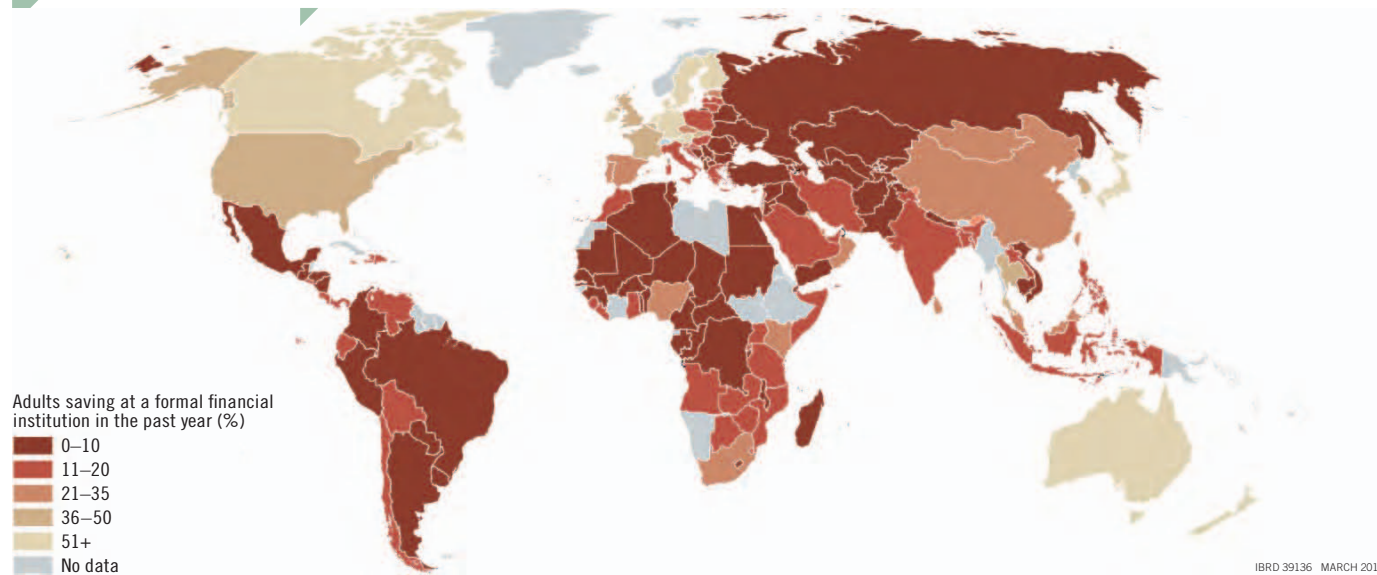 Adults saving at a formal financial
institution in the past year (%)
0–10
11–20
21–35
36–50
51+
No data
IBRD 39136 MARCH 201